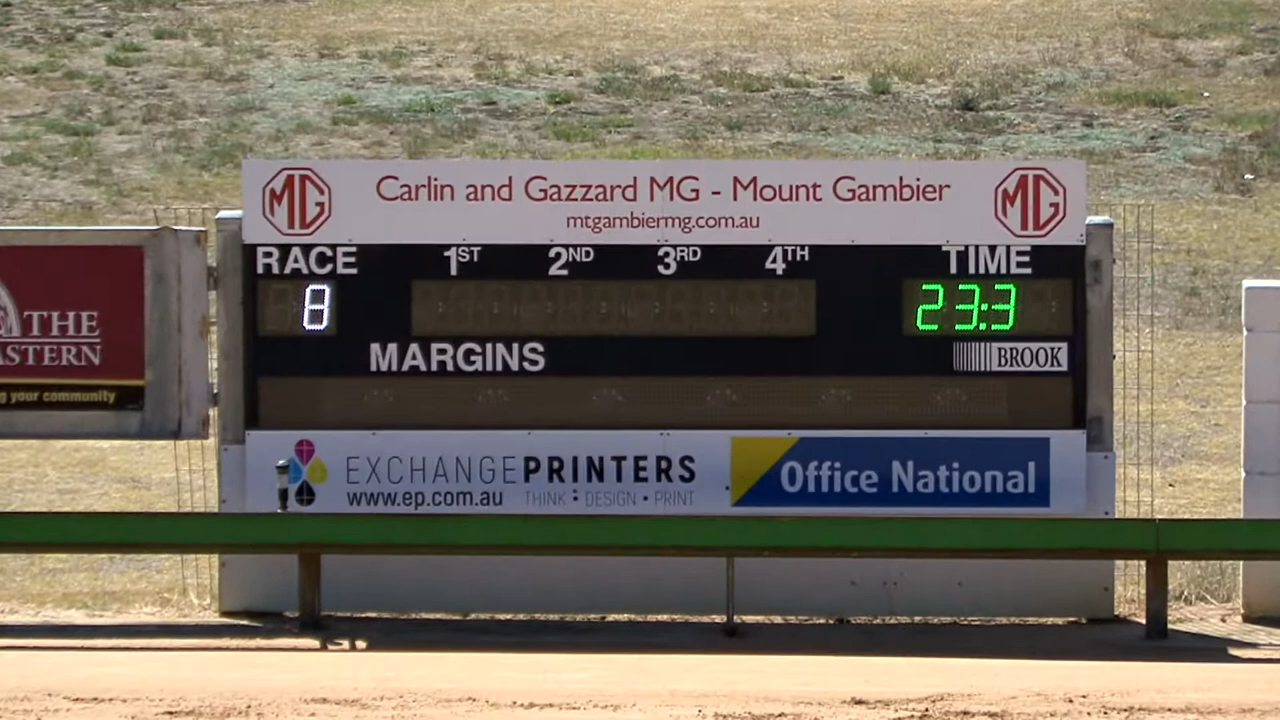 MG Carlin and Gazzard MG - Mount Gambier MG
mtgambiermg.com.au
RACE 1ST 2ND 3RD 4TH TIME
8 23:3
MARGINS BROOK
THE
ASTERN
g your community
EXCHANGEPRINTERS
www.ep.com.au THINK : DESIGN • PRINT
Office National